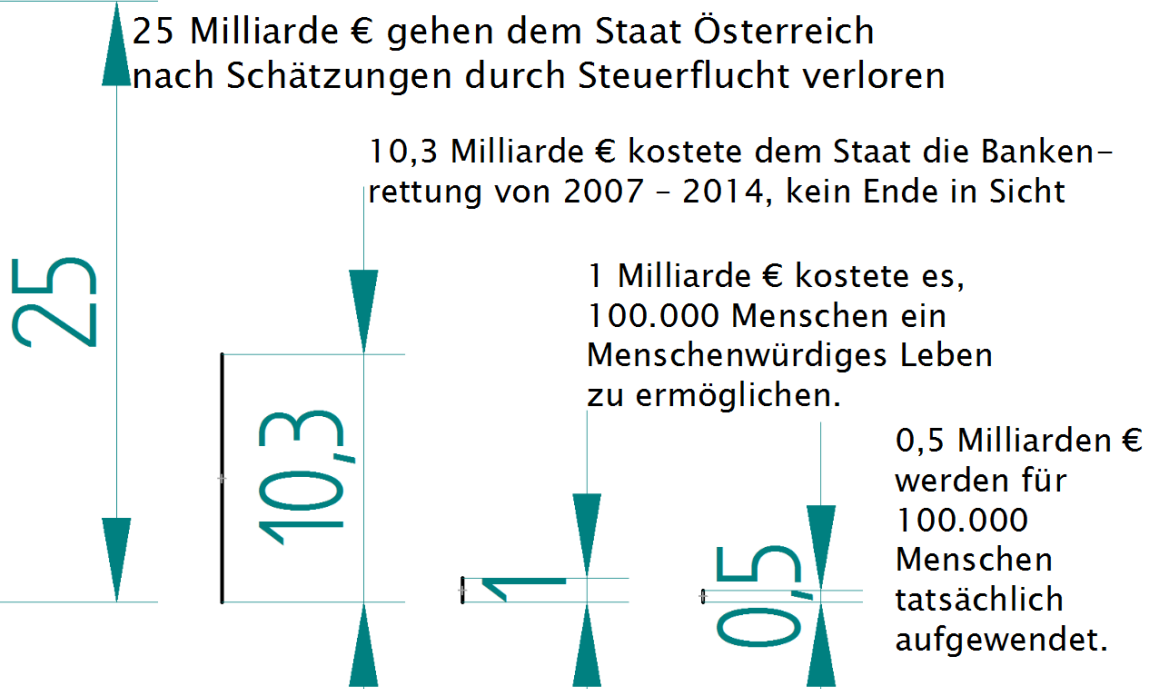 25 Milliarde € gehen dem Staat Österreich
nach Schätzungen durch Steuerflucht verloren
10,3 Milliarde € kostete dem Staat die Banken-
rettung von 2007 - 2014, kein Ende in Sicht
1 Milliarde € kostete es,
100.000 Menschen ein
Menschenwürdiges Leben
zu ermöglichen.
0,5 Milliarden €
werden für
100.000
Menschen
tatsächlich
aufgewendet.
25
10,3
1
0,5